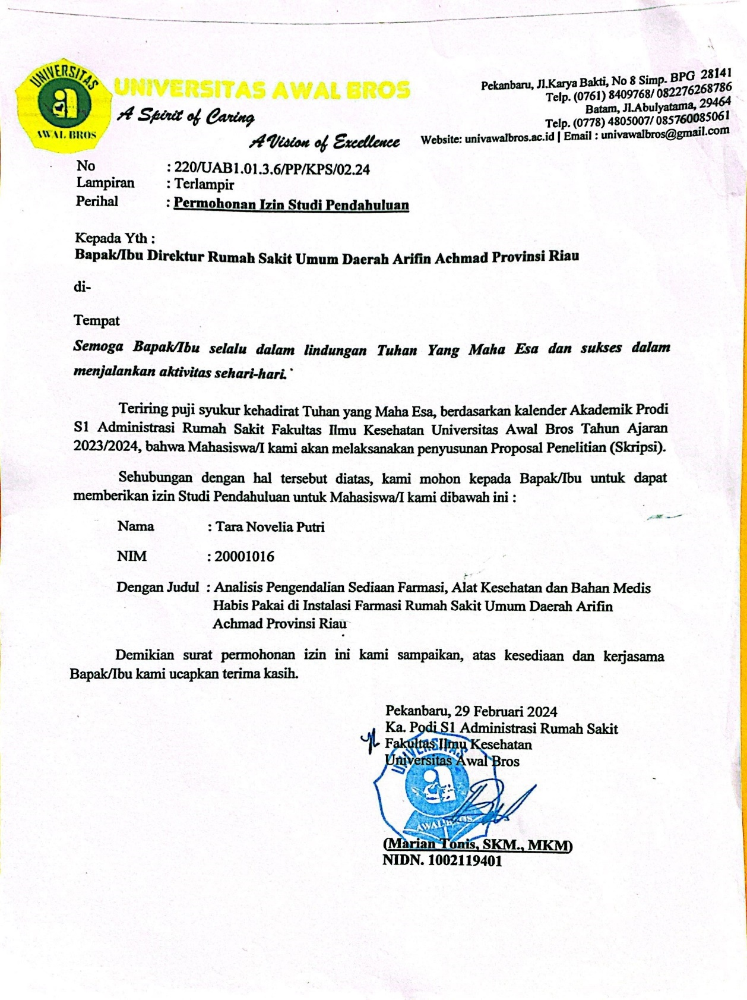 UNIVERSITAS
a
AWAL BROS
UNIVERSITAS AWAL BROS
A Spirit of Caring
A Vision of Excellence
Pekanbaru, Jl.Karya Bakti, No 8 Simp. BPG 28141
Telp. (0761) 8409768/ 082276268786
Batam, Jl.Abulyatama, 29464
Telp. (0778) 4805007/ 085760085061
Website: univawalbros.ac.id | Email : univawalbros@gmail.com
No : 220/UAB1.01.3.6/PP/KPS/02.24
Lampiran : Terlampir
Perihal : Permohonan Izin Studi Pendahuluan
Kepada Yth :
Bapak/Ibu Direktur Rumah Sakit Umum Daerah Arifin Achmad Provinsi Riau
di-
Tempat
Semoga Bapak/Ibu selalu dalam lindungan Tuhan Yang Maha Esa dan sukses dalam
menjalankan aktivitas sehari-hari.
Teriring puji syukur kehadirat Tuhan yang Maha Esa, berdasarkan kalender Akademik Prodi
S1 Administrasi Rumah Sakit Fakultas Ilmu Kesehatan Universitas Awal Bros Tahun Ajaran
2023/2024, bahwa Mahasiswa/I kami akan melaksanakan penyusunan Proposal Penelitian (Skripsi).
Sehubungan dengan hal tersebut diatas, kami mohon kepada Bapak/Ibu untuk dapat
memberikan izin Studi Pendahuluan untuk Mahasiswa/I kami dibawah ini :
Nama : Tara Novelia Putri
NIM : 20001016
Dengan Judul : Analisis Pengendalian Sediaan Farmasi, Alat Kesehatan dan Bahan Medis
Habis Pakai di Instalasi Farmasi Rumah Sakit Umum Daerah Arifin
Achmad Provinsi Riau
Demikian surat permohonan izin ini kami sampaikan, atas kesediaan dan kerjasama
Bapak/Ibu kami ucapkan terima kasih.
Pekanbaru, 29 Februari 2024
Ka. Podi S1 Administrasi Rumah Sakit
Fakultas Ilmu Kesehatan
Universitas Awal Bros
UNIVERSITAS
a
AWAL BROS
(Marian Tonis, SKM., MKM)
NIDN. 1002119401